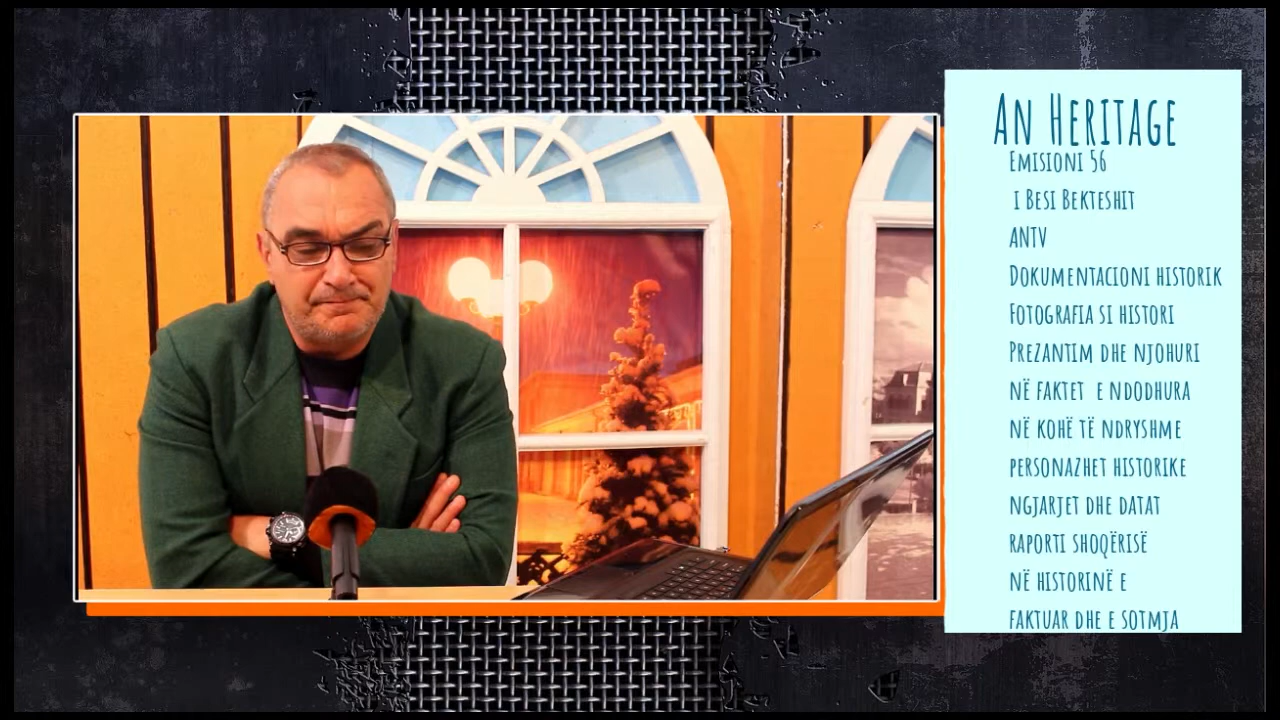 An Heritage
Emisioni 56
i Besi Bekteshit
ANTV
Dokumentacioni historik
Fotografia si histori
Prezantim dhe njohuri
në faktet e ndodhura
në kohë të ndryshme
personazhet historike
ngjarjet dhe datat
raporti shoqërisë
në historinë e
faktuar dhe e sotmja